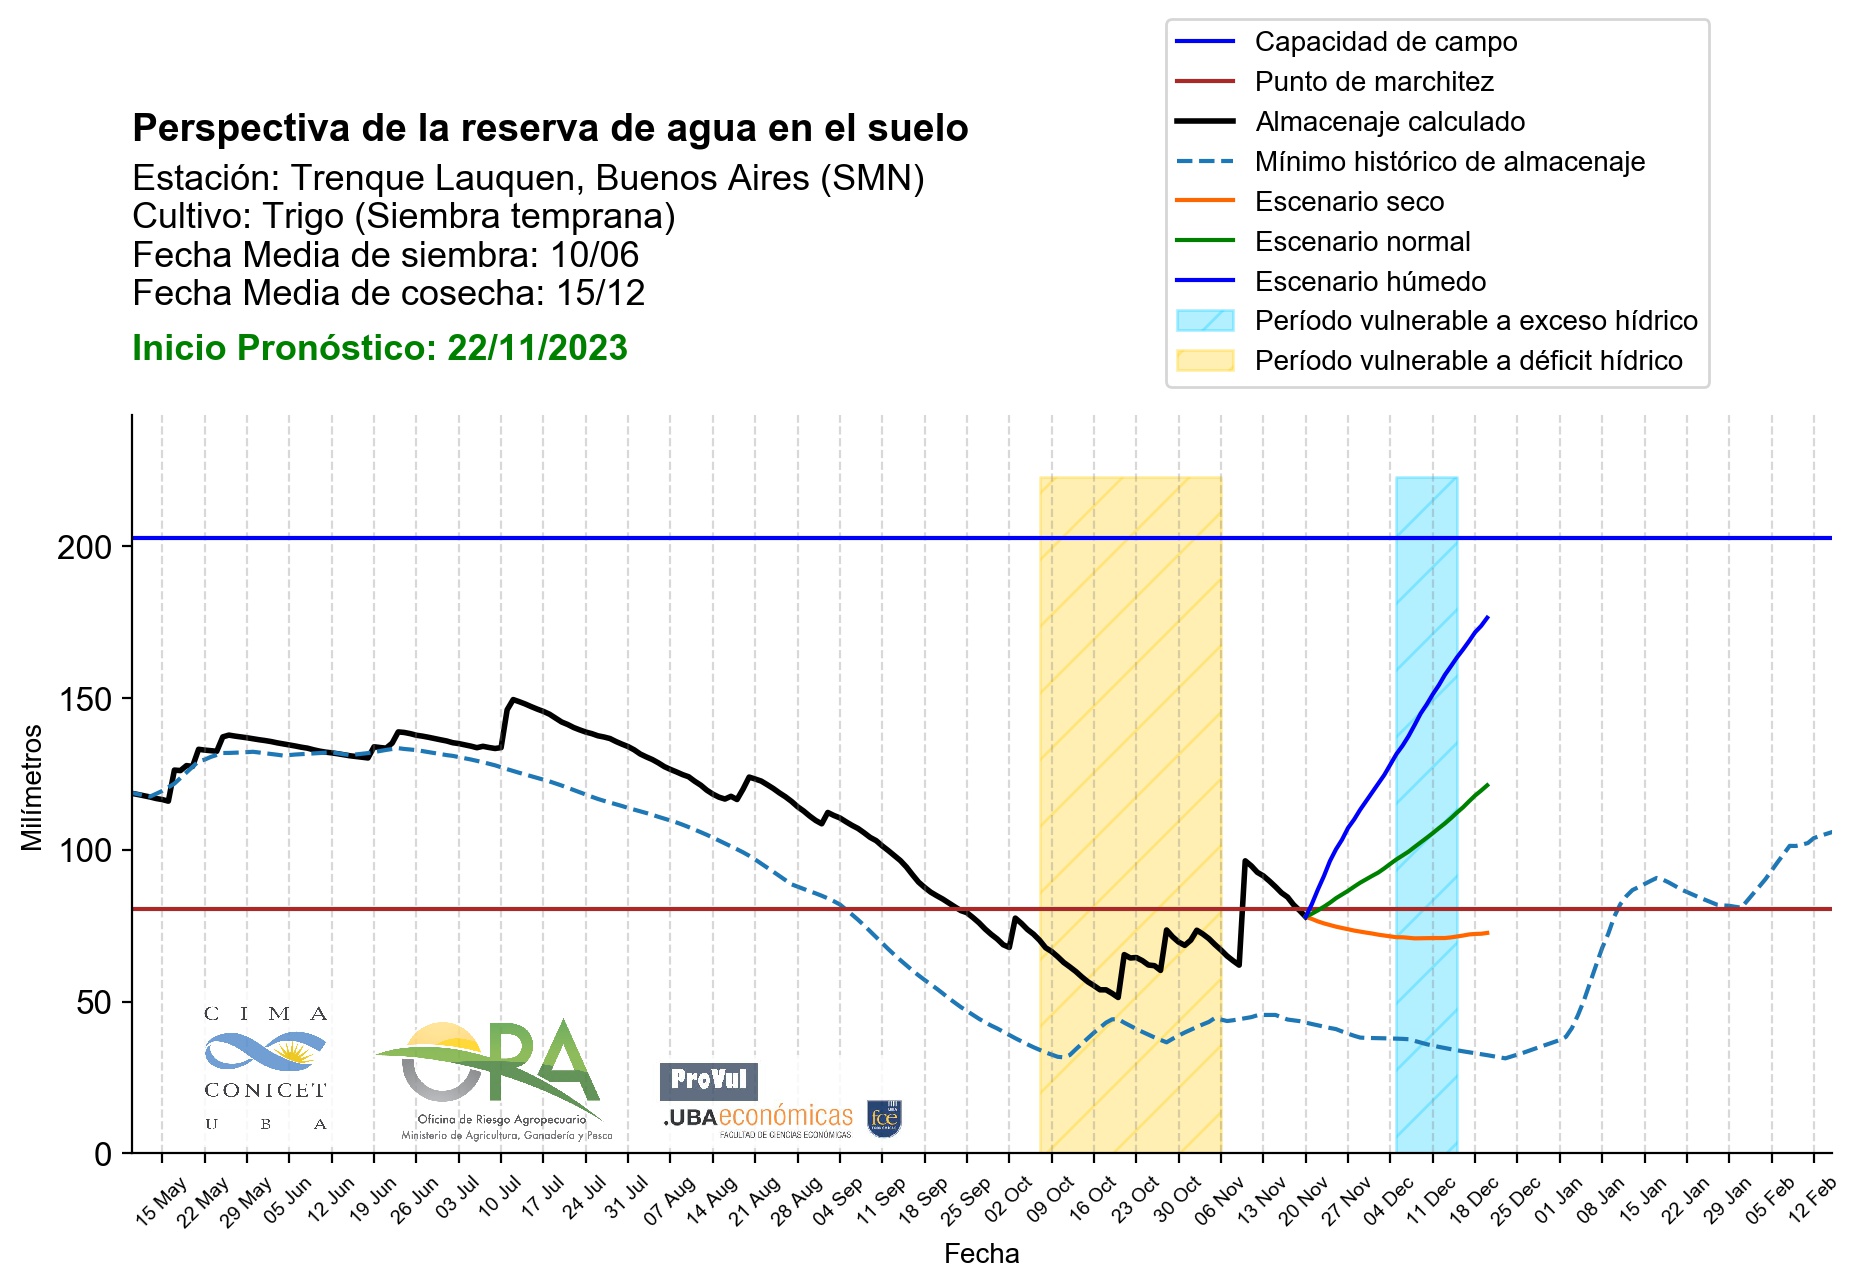 Perspectiva de la reserva de agua en el suelo
Estación: Trenque Lauquen, Buenos Aires (SMN)
Cultivo: Trigo (Siembra temprana)
Fecha Media de siembra: 10/06
Fecha Media de cosecha: 15/12
Inicio Pronóstico: 22/11/2023
Capacidad de campo
Punto de marchitez
Almacenaje calculado
Mínimo histórico de almacenaje
Escenario seco
Escenario normal
Escenario húmedo
Período vulnerable a exceso hídrico
Período vulnerable a déficit hídrico
Milímetros
200
150
100
50
0
CIMA
CONICET
UBA
ORA
Oficina de Riesgo Agropecuario
Ministerio de Agricultura, Ganadería y Pesca
ProVul
.UBAeconómicas
FACULTAD DE CIENCIAS ECONÓMICAS
fce
15 May
22 May
29 May
05 Jun
12 Jun
19 Jun
26 Jun
03 Jul
10 Jul
17 Jul
24 Jul
31 Jul
07 Aug
14 Aug
21 Aug
28 Aug
04 Sep
11 Sep
18 Sep
25 Sep
02 Oct
09 Oct
16 Oct
23 Oct
30 Oct
06 Nov
13 Nov
20 Nov
27 Nov
04 Dec
11 Dec
18 Dec
25 Dec
01 Jan
08 Jan
15 Jan
22 Jan
29 Jan
05 Feb
12 Feb
Fecha